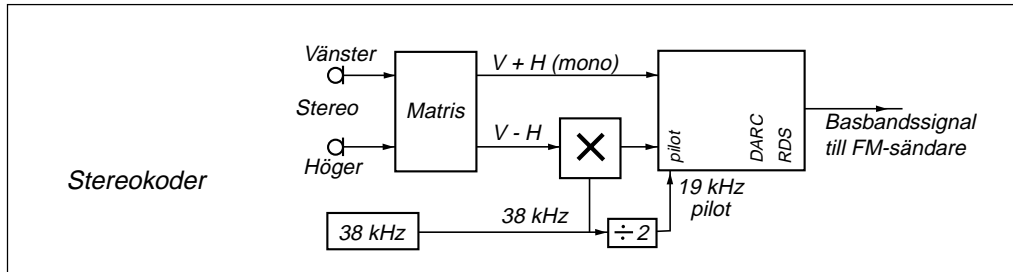 Vänster
V + H (mono)
Stereo
Matris
V - H
Höger
pilot
DARC
RDS
Basbandssignal
till FM-sändare
Stereokoder
19 kHz
pilot
38 kHz
38 kHz
÷ 2